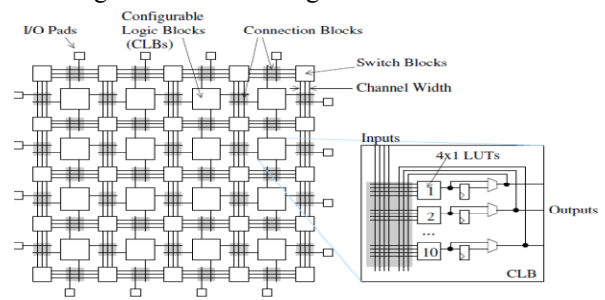 Configurable
Logic Blocks
(CLBs)
I/O Pads
Connection Blocks
Switch Blocks
Channel Width
Inputs
4x1 LUTs
1
2
...
10
Outputs
CLB